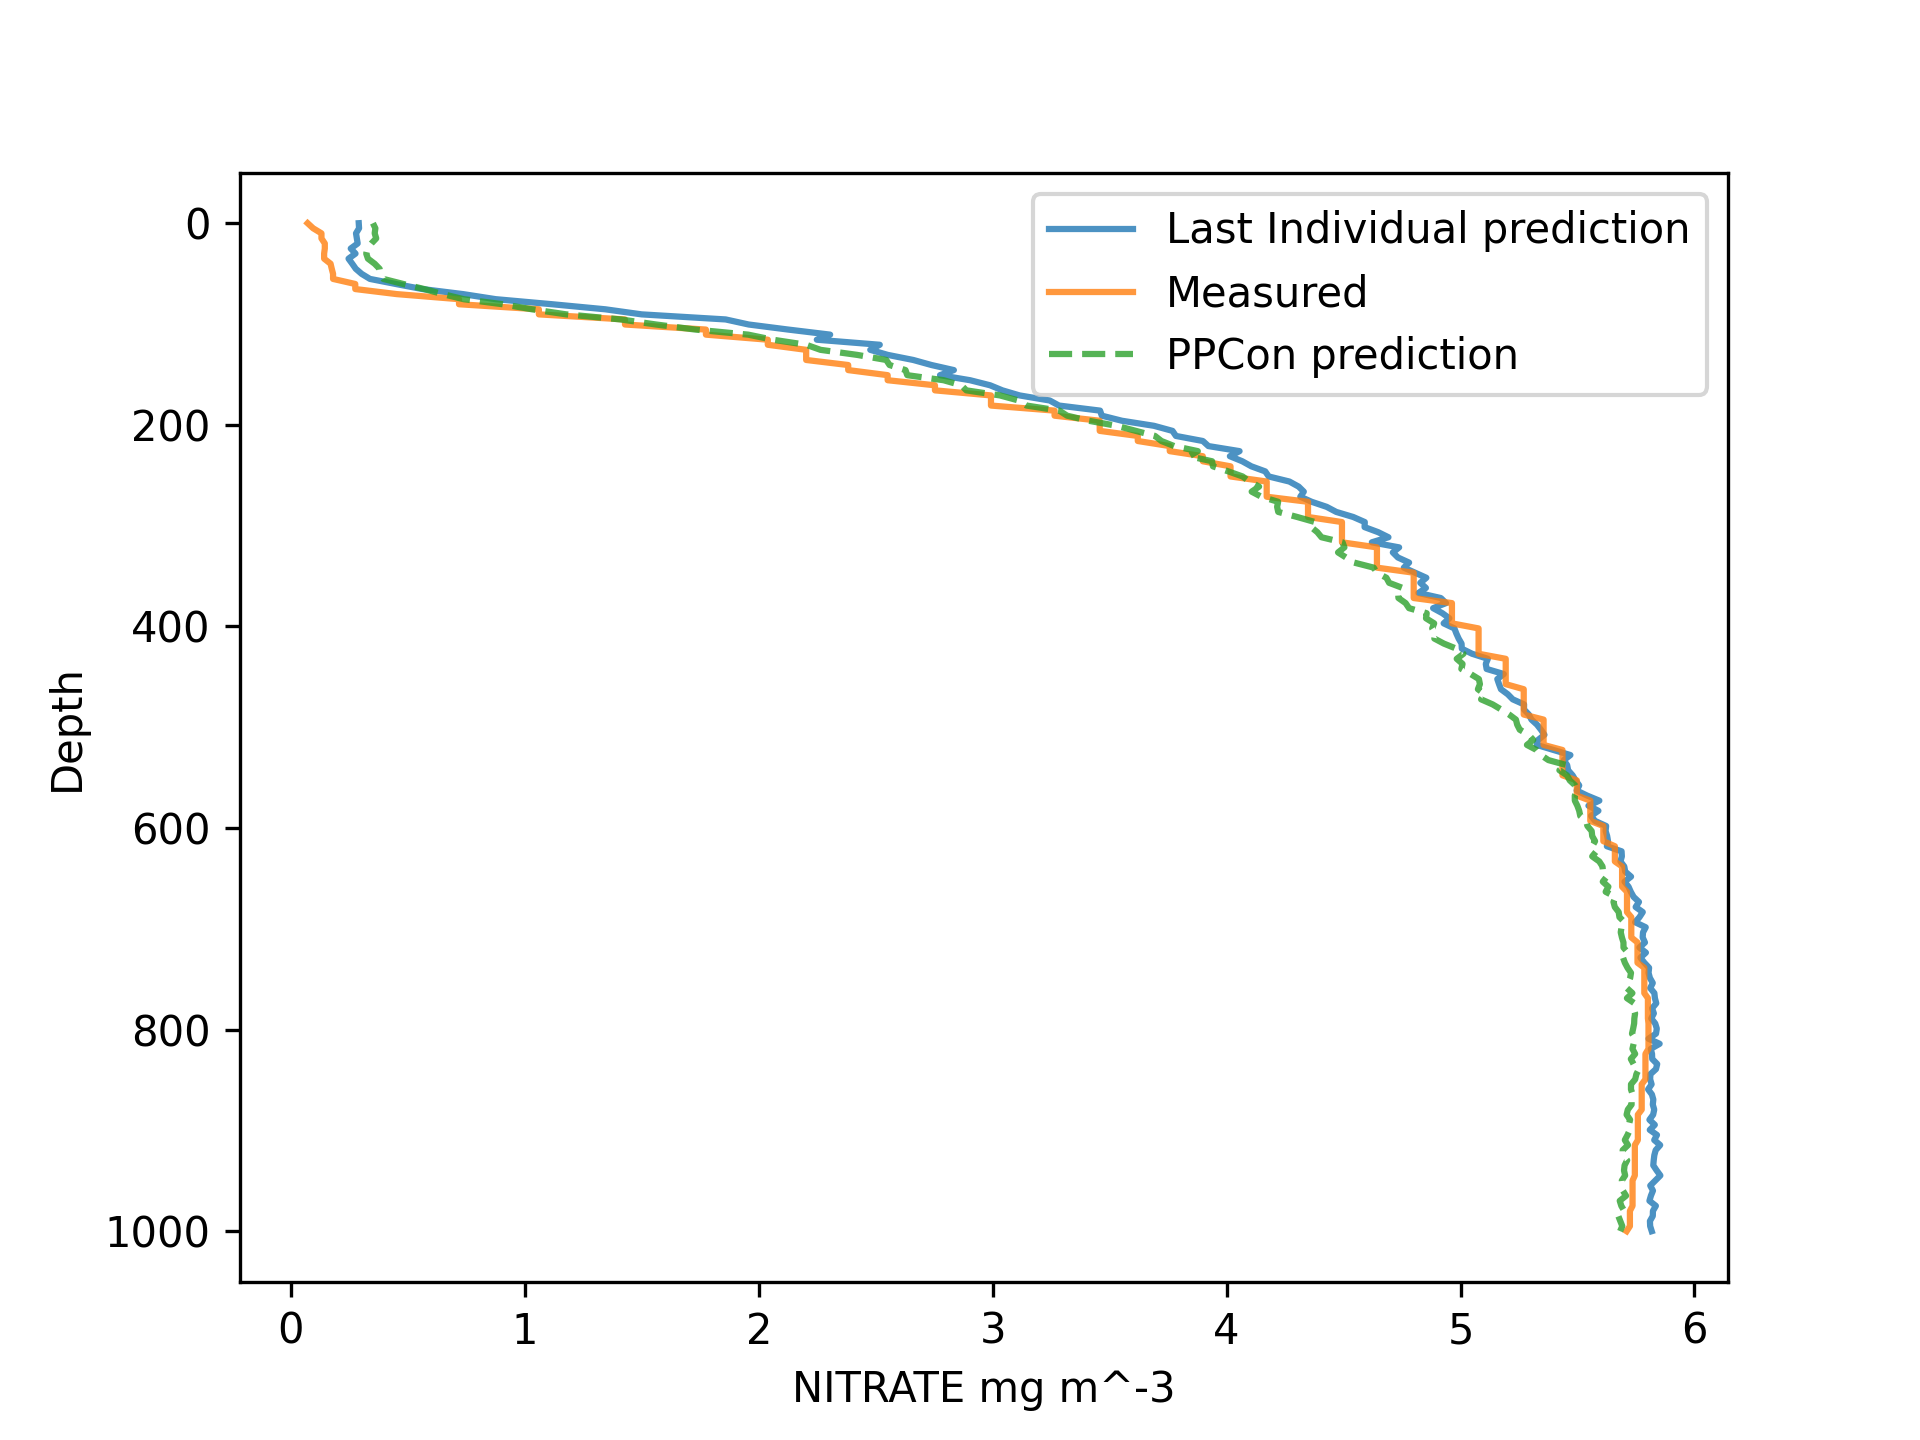 Last Individual prediction
Measured
PPCon prediction
0
200
400
600
800
1000
Depth
0 1 2 3 4 5 6
NITRATE mg m^-3